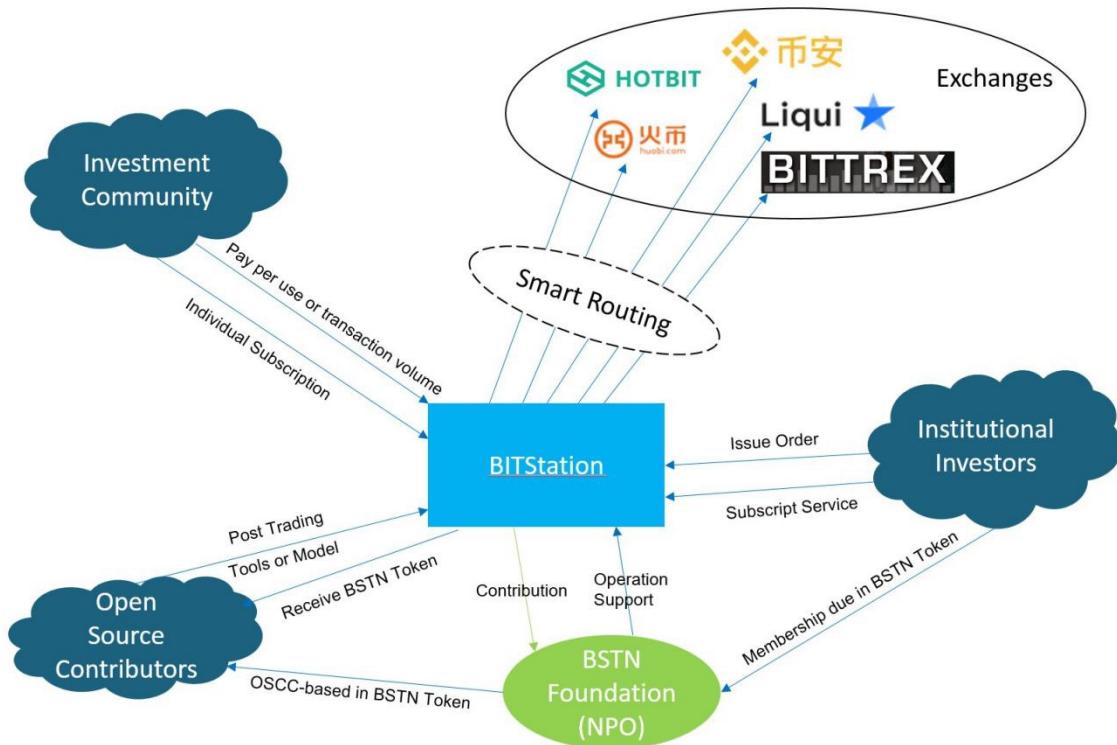 HOTBIT
币安
Exchanges
火币
huobi.com
Liqui
BITTREX
Investment
Community
Pay per use or transaction volume
Individual Subscription
Smart Routing
BITStation
Institutional
Investors
Issue Order
Subscript Service
Post Trading
Tools or Model
Receive BSTN Token
Contribution
Operation
Support
Membership due in BSTN Token
Open
Source
Contributors
OSCC-based in BSTN Token
BSTN
Foundation
(NPO)